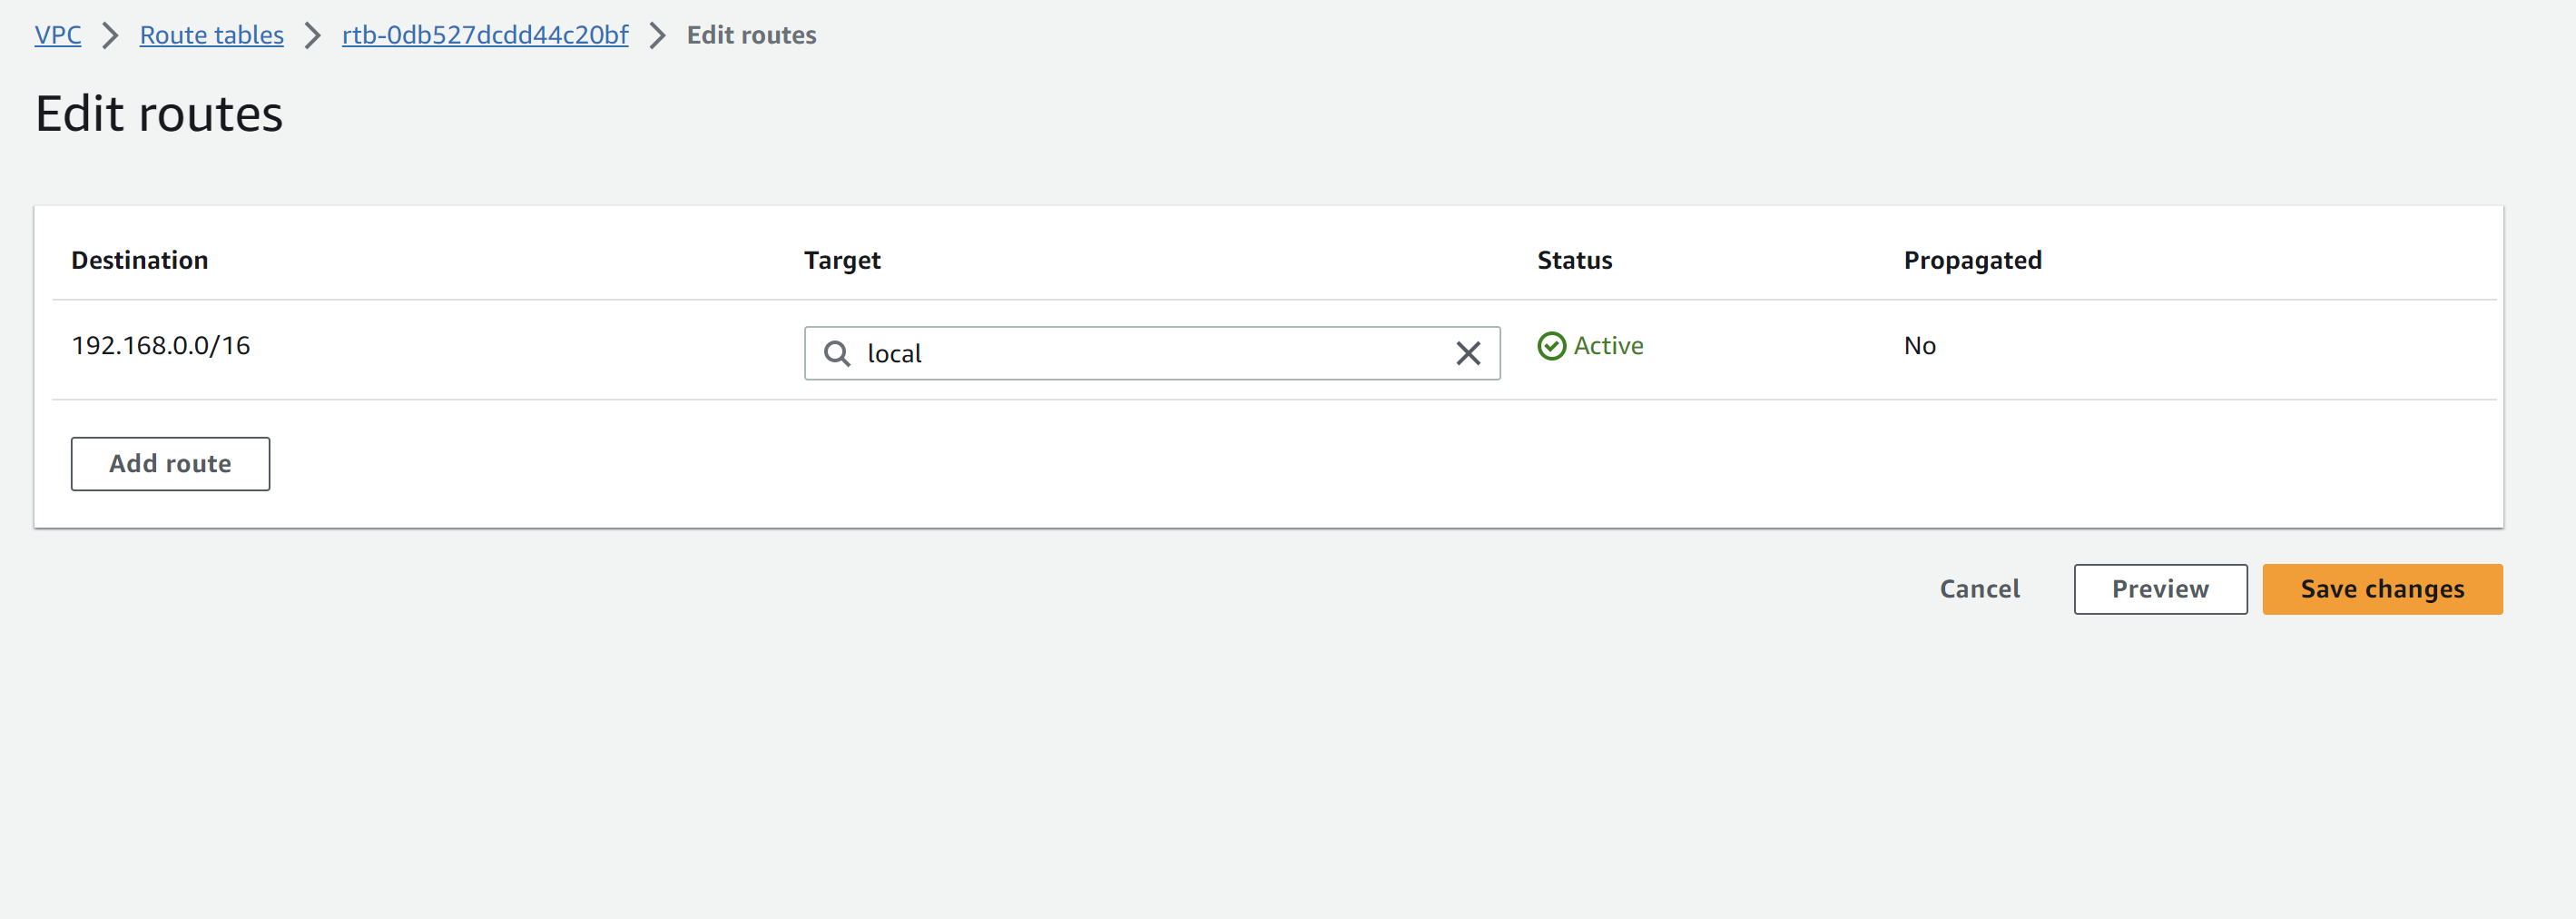 VPC Route tables rtb-0db527dcdd44c20bf Edit routes
Edit routes
Destination Target Status Propagated
192.168.0.0/16 local Active No
Add route
Cancel Preview Save changes